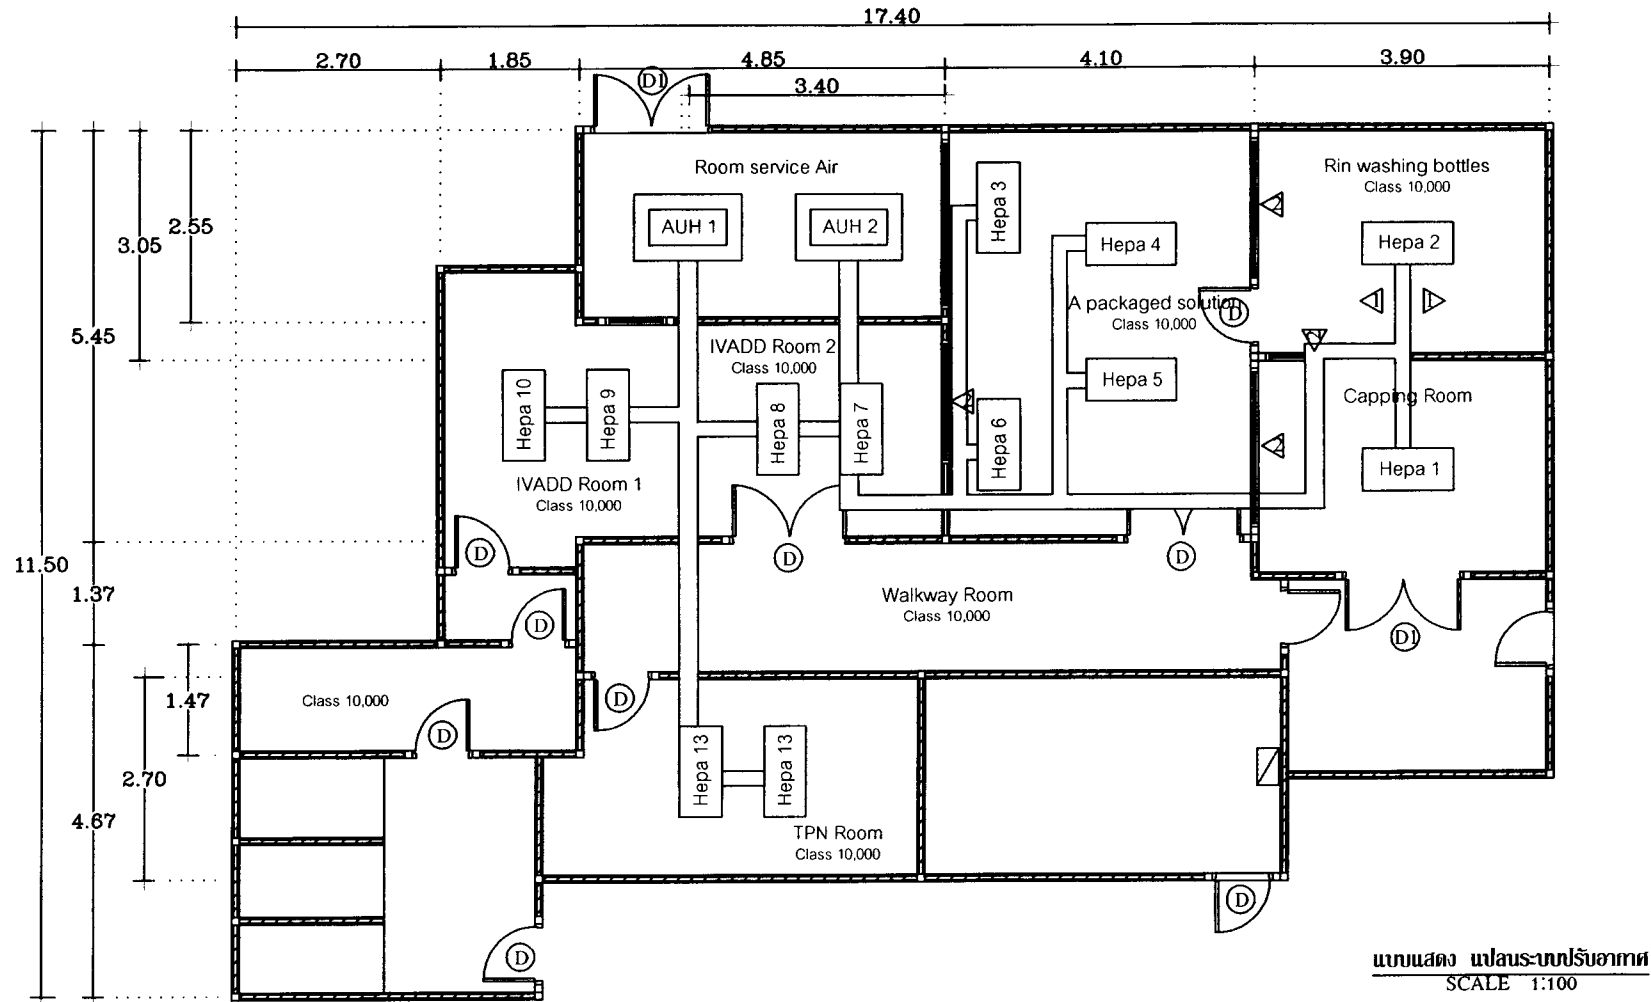 17.40
2.70 1.85 4.85 4.10 3.90
D1 3.40
Room service Air
Rin washing bottles
Class 10,000
Hepa 3
2
2.55
AUH 1
AUH 2
3.05
Hepa 4
Hepa 2
A packaged solution
Class 10,000
D
1
1
5.45
2
IVADD Room 2
Class 10,000
Hepa 10
Hepa 9
Hepa 8
Hepa 7
Hepa 5
Capping Room
2
Hepa 6
2
Hepa 1
IVADD Room 1
Class 10,000
D
D
D
11.50
1.37
Walkway Room
Class 10,000
D
D1
1.47
Class 10,000
D
D
2.70
Hepa 13
Hepa 13
4.67
TPN Room
Class 10,000
D
D
แบบแสดง แปลนระบบปรับอากาศ
SCALE 1:100